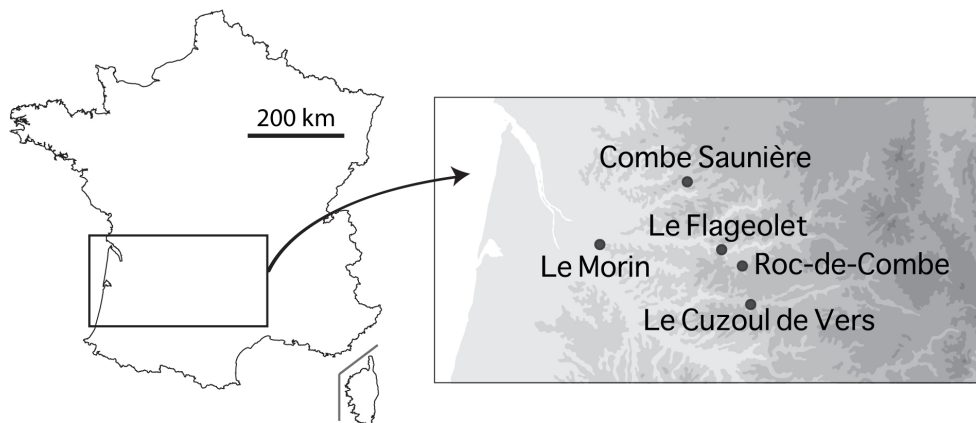 200 km
Combe Saunière
Le Flageolet
Le Morin
Roc-de-Combe
Le Cuzoul de Vers